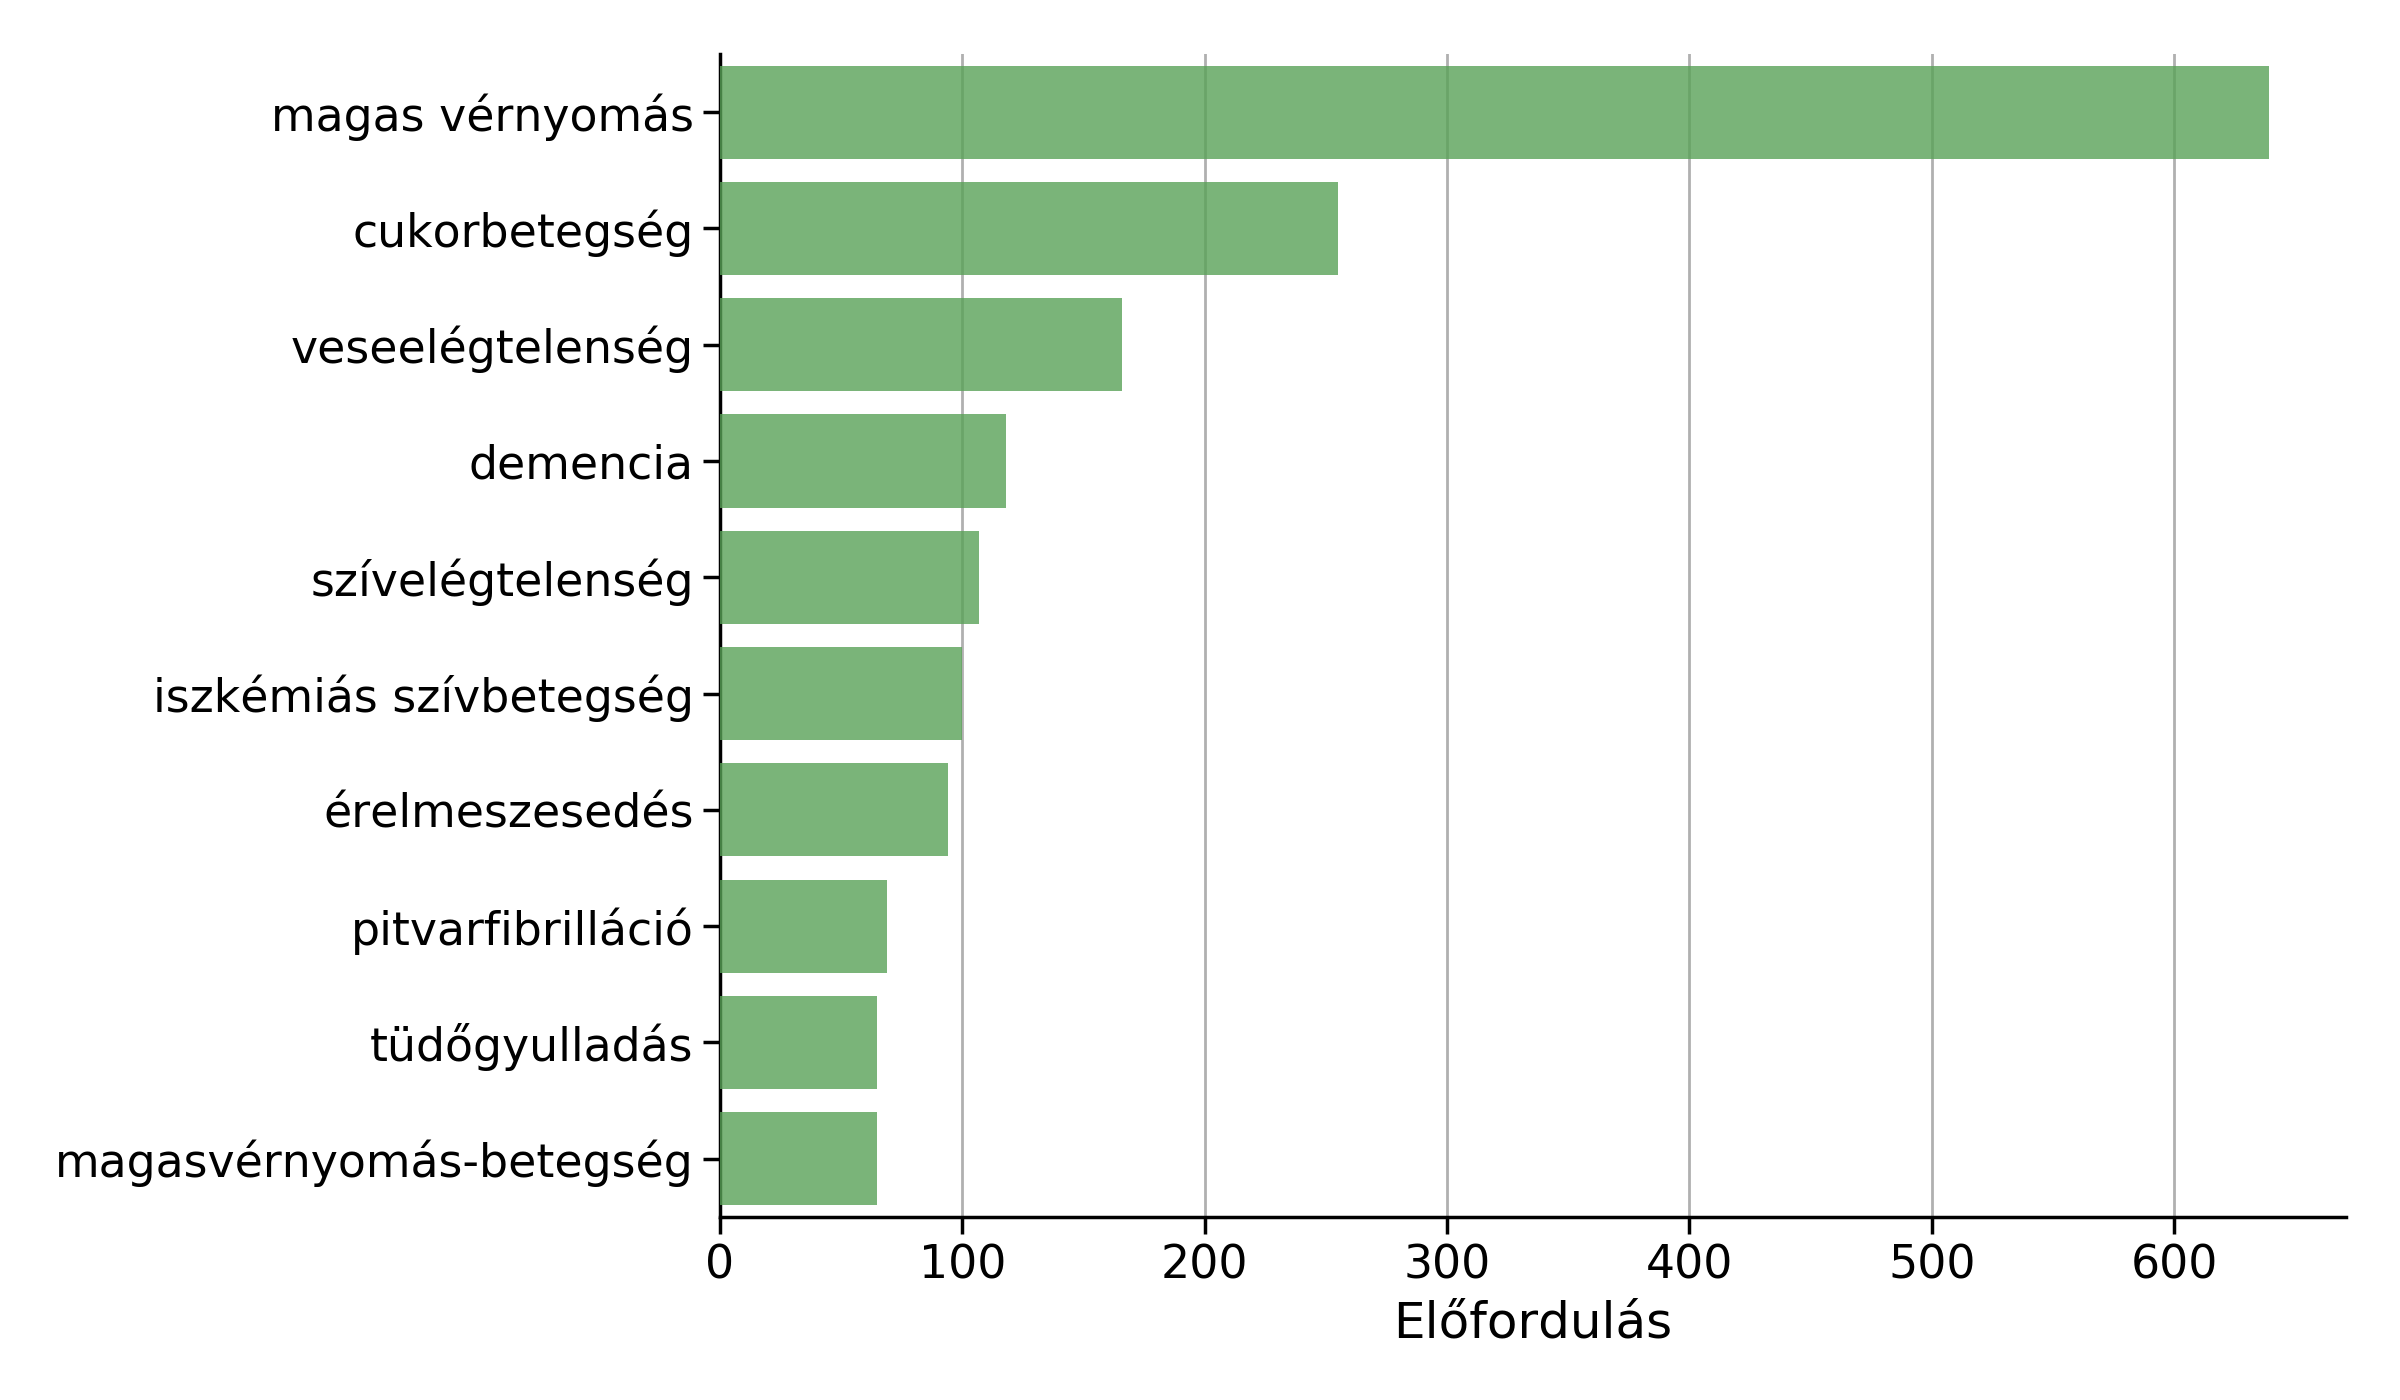 magas vérnyomás
cukorbetegség
veseelégtelenség
demencia
szívelégtelenség
iszkémiás szívbetegség
érelmeszesedés
pitvarfibrilláció
tüdőgyulladás
magasvérnyomás-betegség
0 100 200 300 400 500 600
Előfordulás